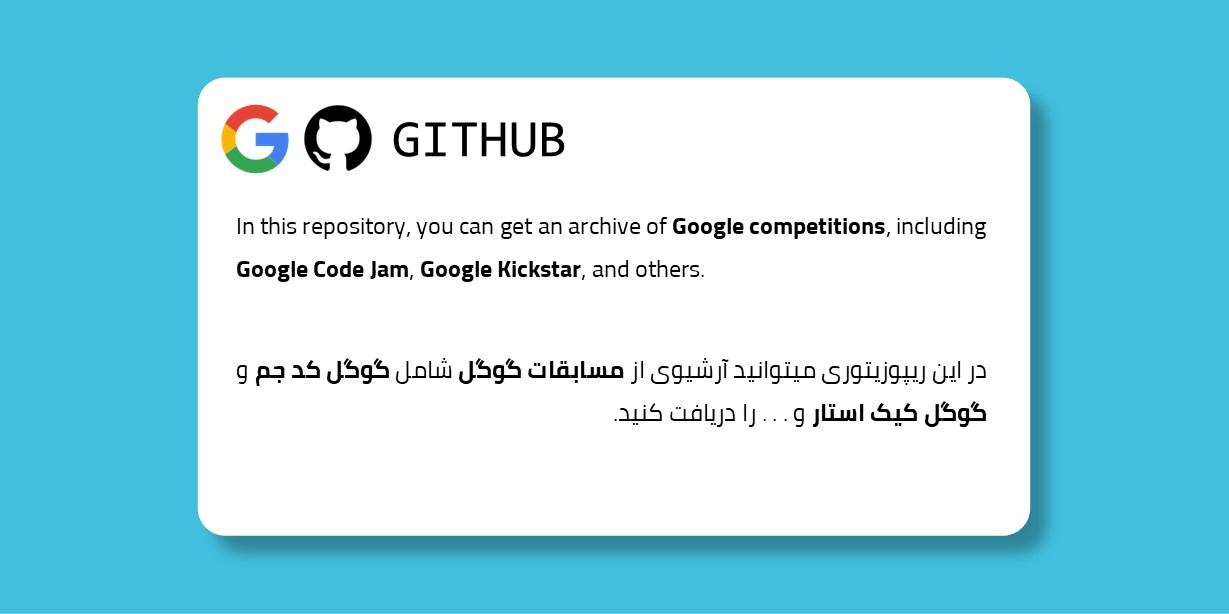 GITHUB
In this repository, you can get an archive of Google competitions, including
Google Code Jam, Google Kickstar, and others.
در این ریپوزیتوری میتوانید آرشیوی از مسابقات گوگل شامل گوگل کد جم و
گوگل کیک استار و . . . را دریافت کنید.